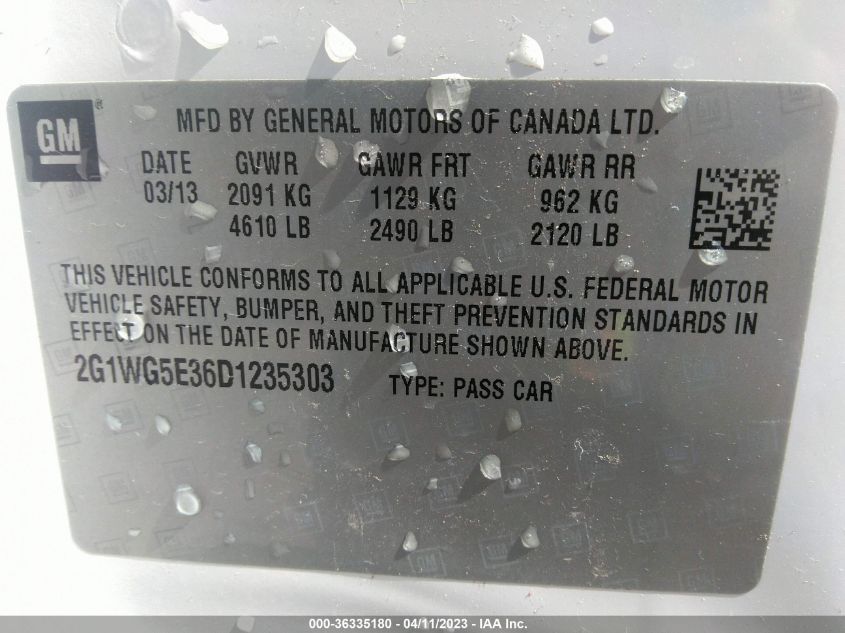 GM ®
MFD BY GENERAL MOTORS OF CANADA LTD.
DATE GVWR GAWR FRT GAWR RR
03/13 2091 KG 1129 KG 962 KG
4610 LB 2490 LB 2120 LB
THIS VEHICLE CONFORMS TO ALL APPLICABLE U.S. FEDERAL MOTOR
VEHICLE SAFETY, BUMPER, AND THEFT PREVENTION STANDARDS IN
EFFECT ON THE DATE OF MANUFACTURE SHOWN ABOVE.
2G1WG5E36D1235303 TYPE: PASS CAR
000-36335180 - 04/11/2023 - IAA Inc.